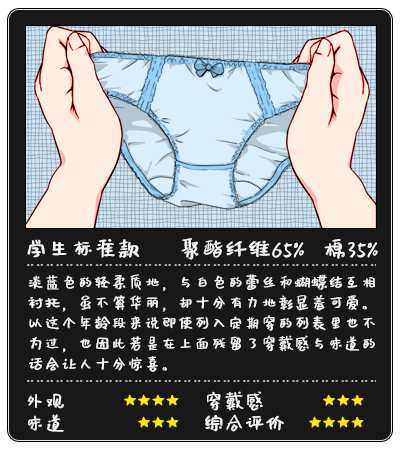 学生标准款 聚酯纤维65% 棉35%
淡蓝色的轻柔质地，与白色的蕾丝和蝴蝶结互相
衬托，虽不算华丽，却十分有力地彰显着可爱。
以这个年龄段来说即使列入定期穿的列表里也不
为过，也因此若是在上面残留了穿戴感与味道的
话会让人十分惊喜。
外观 ★★★★ 穿戴感 ★★★
味道 ★★★ 综合评价 ★★★★